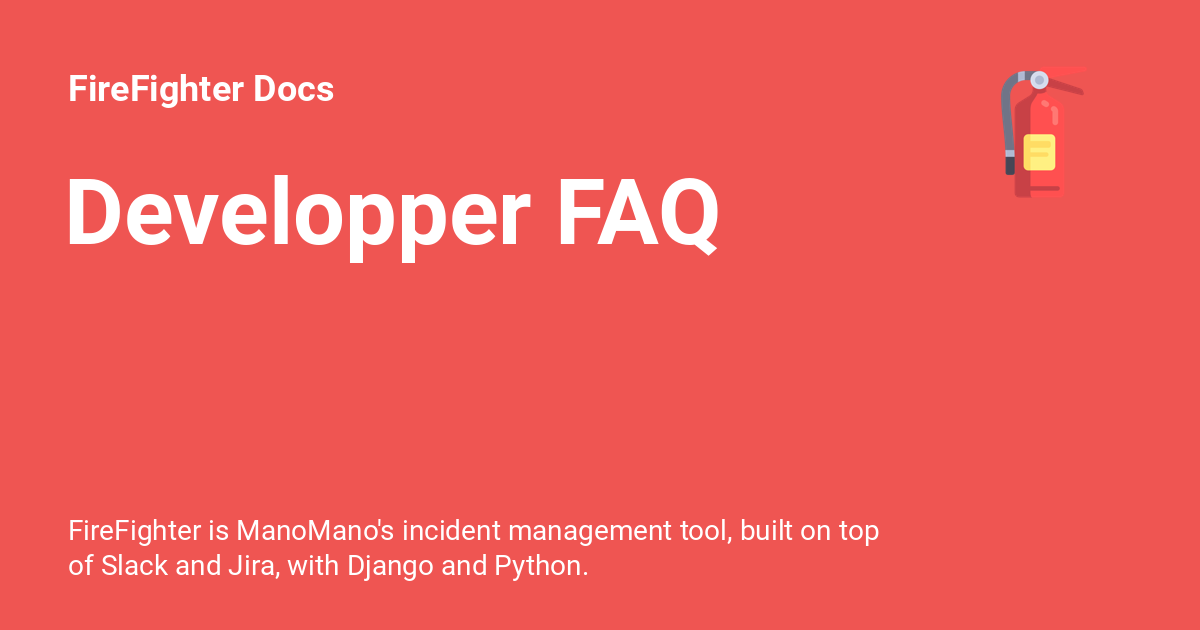 FireFighter Docs
Developper FAQ
FireFighter is ManoMano's incident management tool, built on top
of Slack and Jira, with Django and Python.